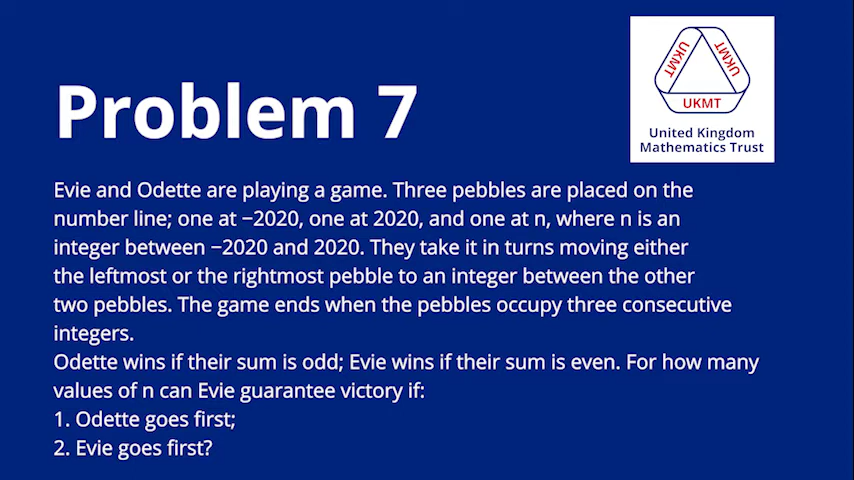 Problem 7
UKMT
UKMT
UKMT
United Kingdom
Mathematics Trust
Evie and Odette are playing a game. Three pebbles are placed on the
number line; one at −2020, one at 2020, and one at n, where n is an
integer between −2020 and 2020. They take it in turns moving either
the leftmost or the rightmost pebble to an integer between the other
two pebbles. The game ends when the pebbles occupy three consecutive
integers.
Odette wins if their sum is odd; Evie wins if their sum is even. For how many
values of n can Evie guarantee victory if:
1. Odette goes first;
2. Evie goes first?